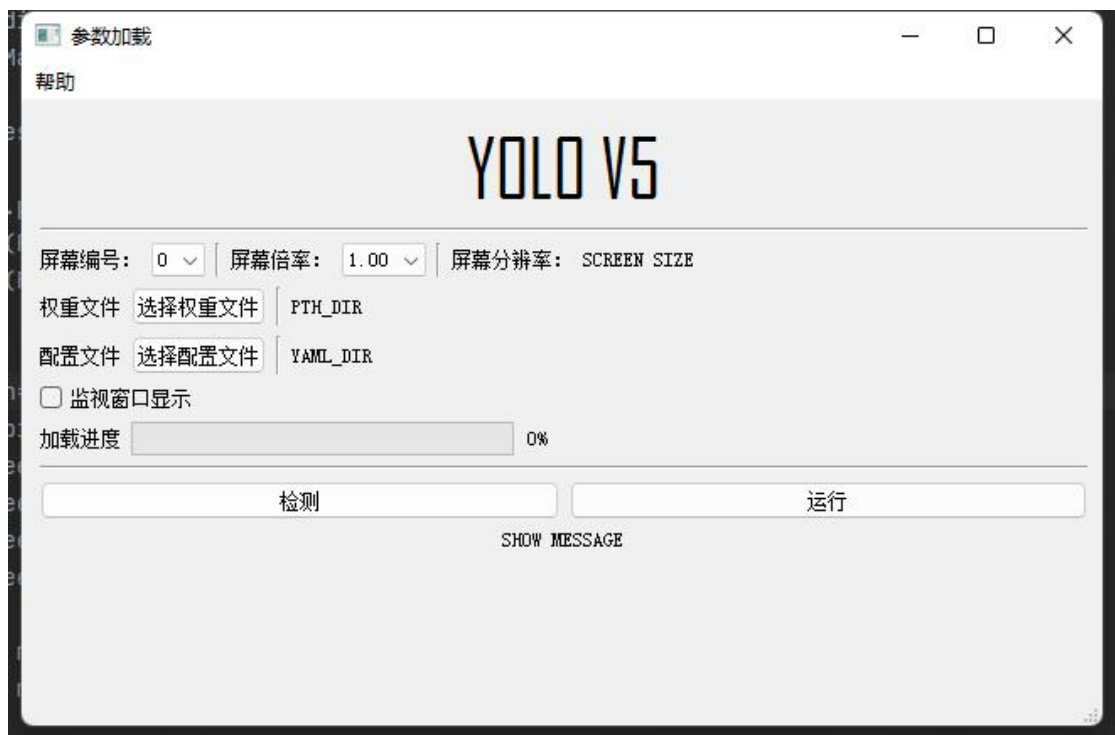 参数加载
帮助
YOLO V5
屏幕编号： 0 屏幕倍率： 1.00 屏幕分辨率： SCREEN SIZE
权重文件 选择权重文件 PTH_DIR
配置文件 选择配置文件 YAML_DIR
监视窗口显示
加载进度 0%
检测 运行
SHOW MESSAGE